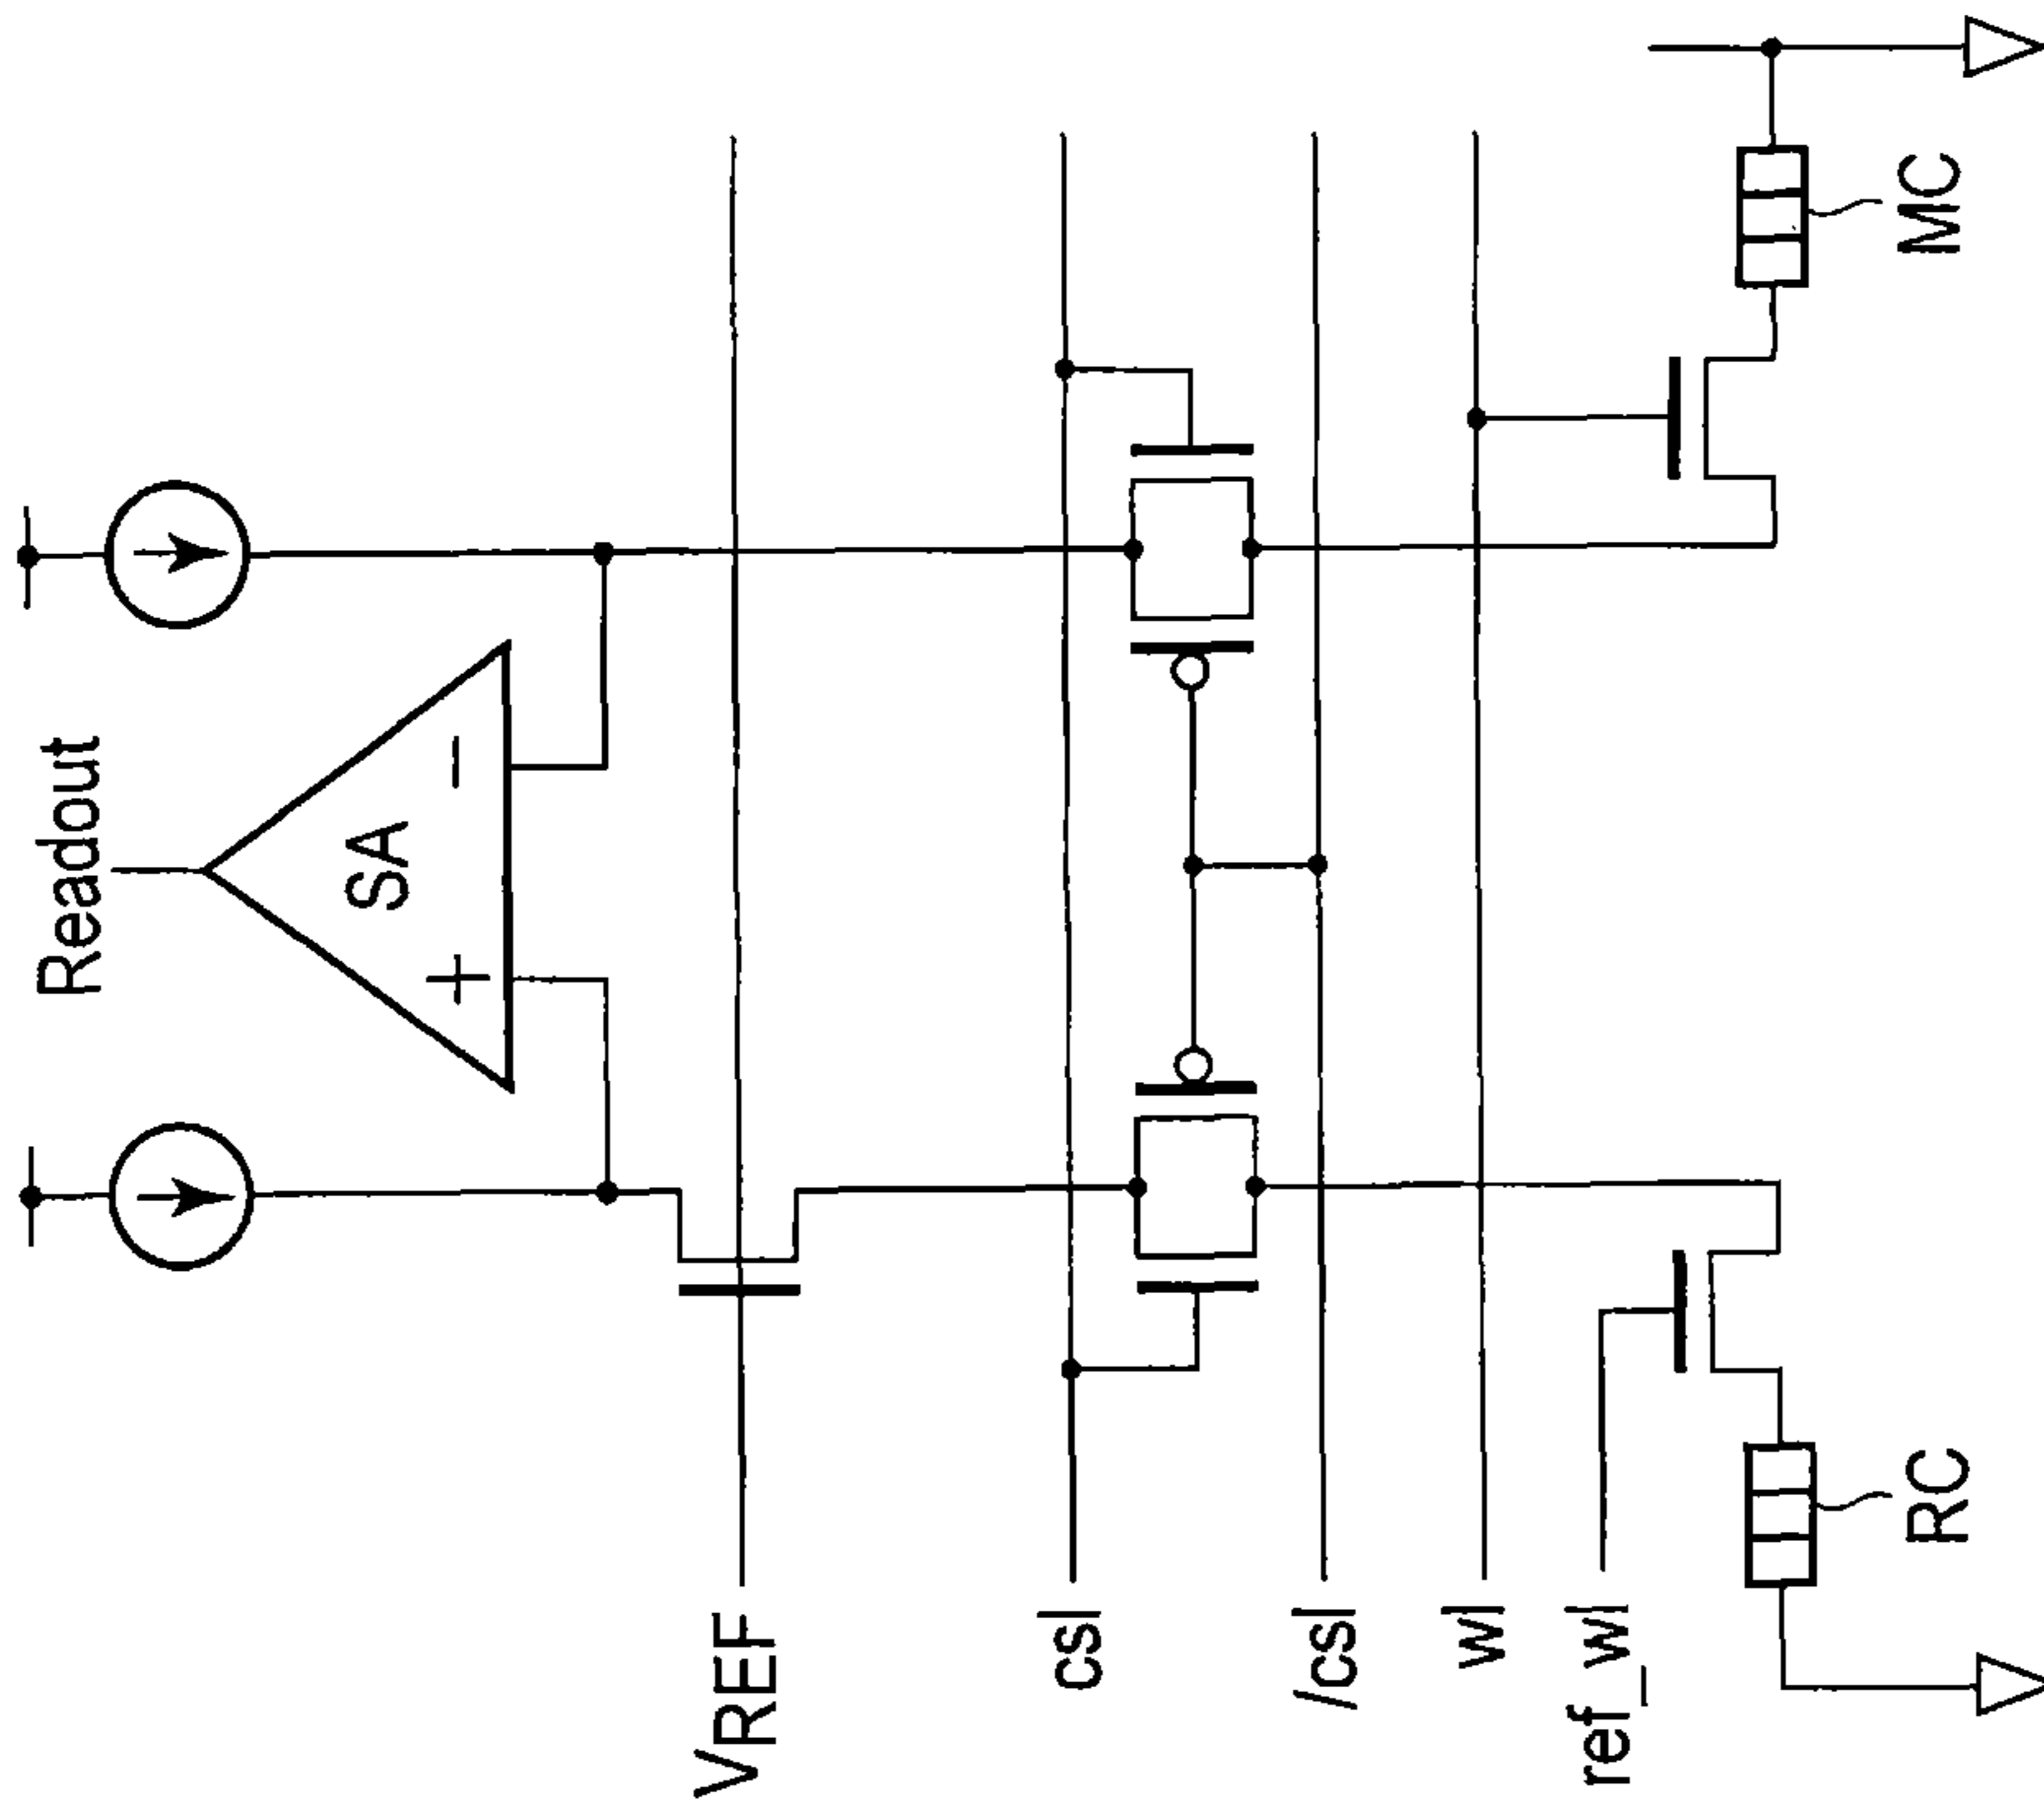 Readout
SA
+
−
VREF
csl
/csl
wl
ref_wl
RC
MC